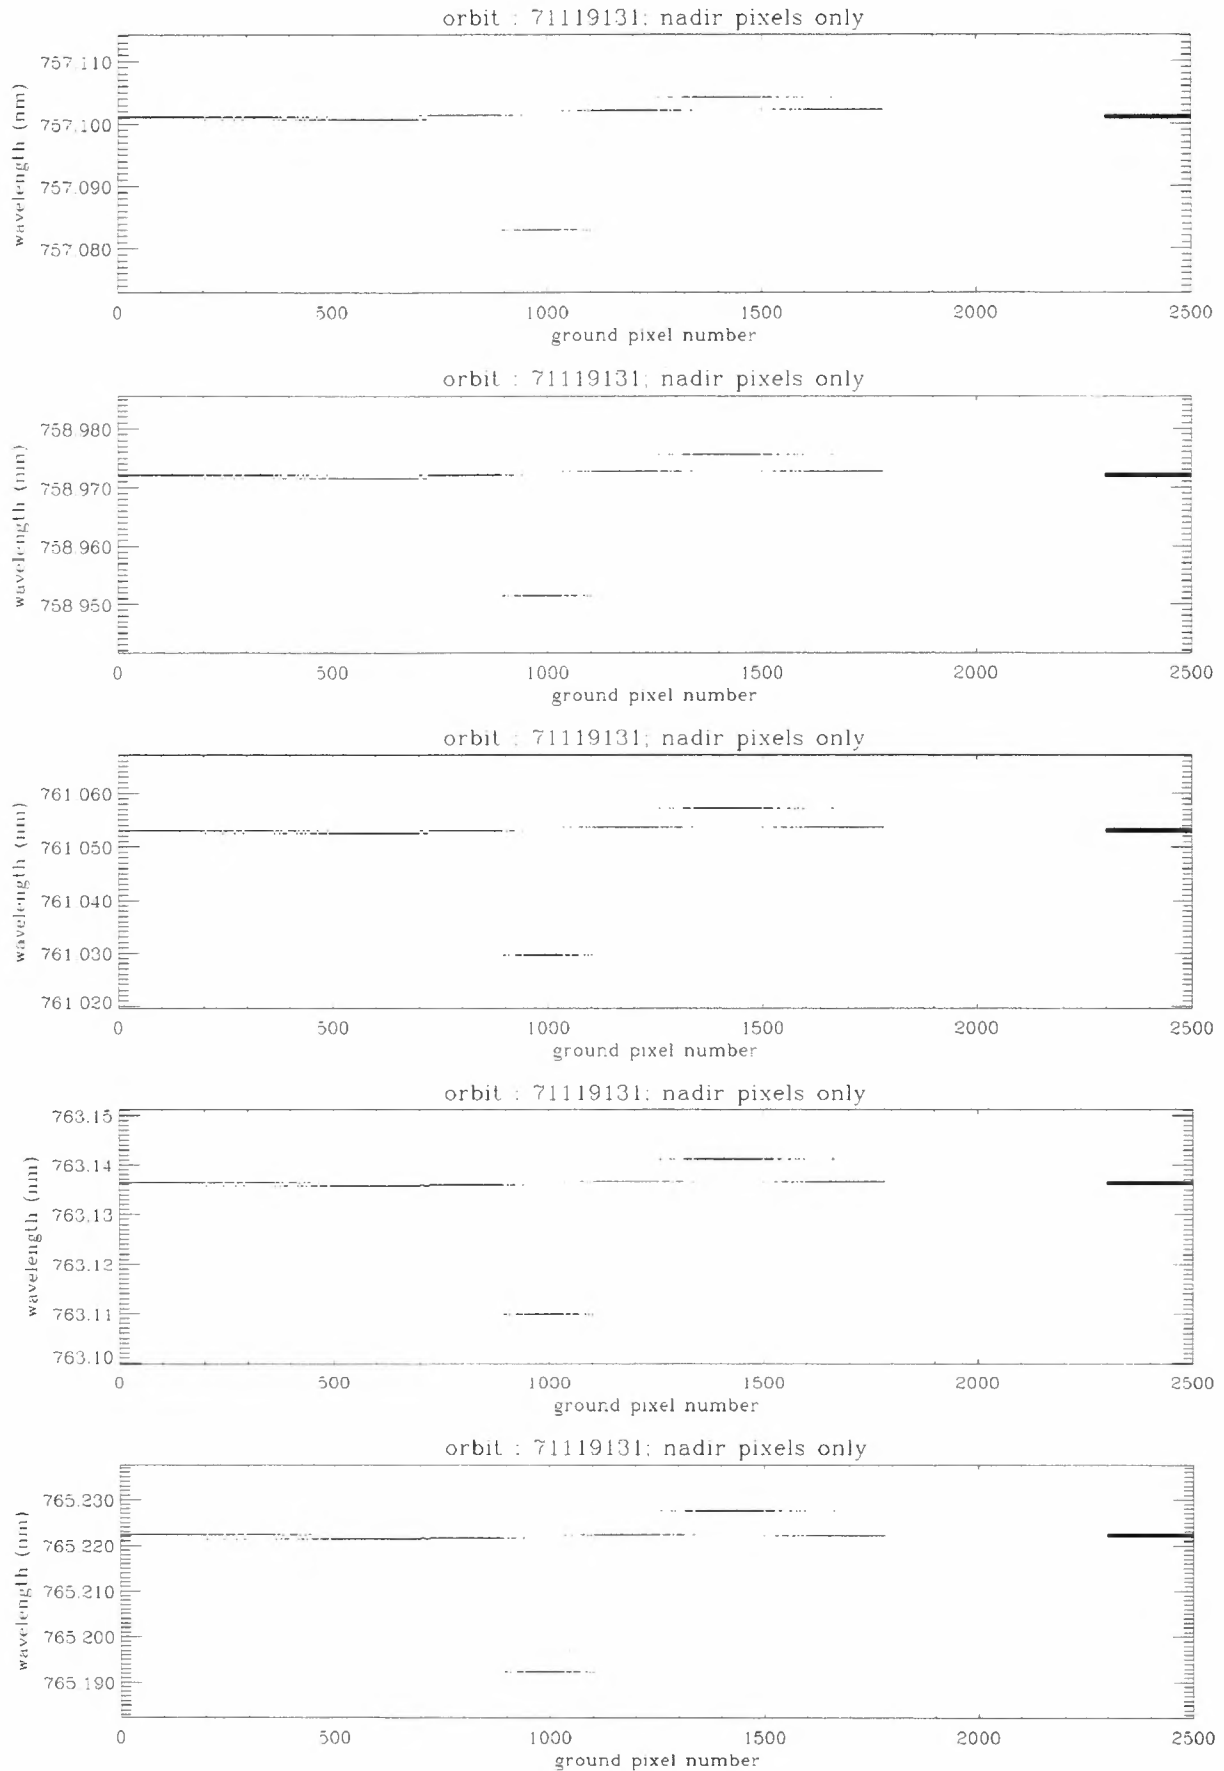 orbit : 71119131; nadir pixels only
wavelength (nm)
757.110
757.100
757.090
757.080
0 500 1000 1500 2000 2500
ground pixel number
orbit : 71119131; nadir pixels only
wavelength (nm)
758.980
758.970
758.960
758.950
0 500 1000 1500 2000 2500
ground pixel number
orbit : 71119131; nadir pixels only
wavelength (nm)
761.060
761.050
761.040
761.030
761.020
0 500 1000 1500 2000 2500
ground pixel number
orbit : 71119131; nadir pixels only
wavelength (nm)
763.15
763.14
763.13
763.12
763.11
763.10
0 500 1000 1500 2000 2500
ground pixel number
orbit : 71119131; nadir pixels only
wavelength (nm)
765.230
765.220
765.210
765.200
765.190
0 500 1000 1500 2000 2500
ground pixel number